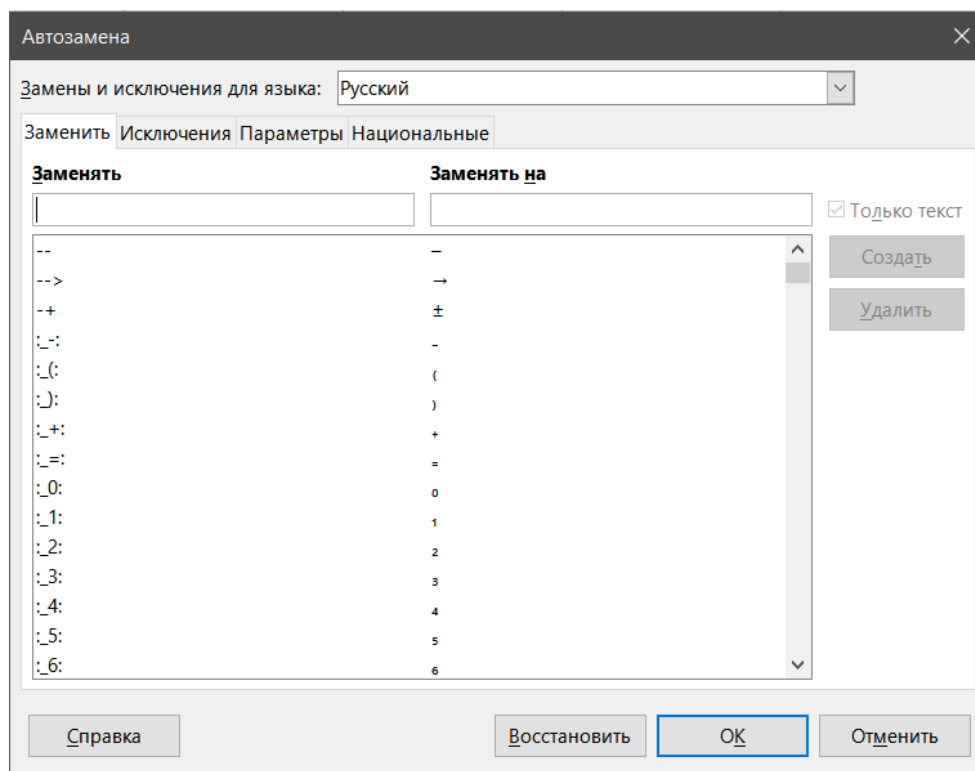 Автозамена
Замены и исключения для языка: Русский
Заменить Исключения Параметры Национальные
Заменять Заменять на
Только текст
-- –
Создать
--> →
-+ ±
Удалить
:_-: ₋
:_(: ₍
:_): ₎
:_+: ₊
:_=: ₌
:_0: ₀
:_1: ₁
:_2: ₂
:_3: ₃
:_4: ₄
:_5: ₅
:_6: ₆
Справка Восстановить ОК Отменить